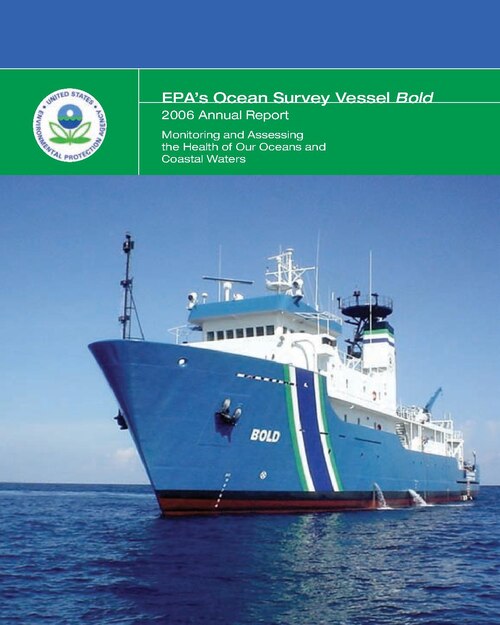 UNITED STATES
ENVIRONMENTAL PROTECTION AGENCY
EPA's Ocean Survey Vessel Bold
2006 Annual Report
Monitoring and Assessing
the Health of Our Oceans and
Coastal Waters
BOLD